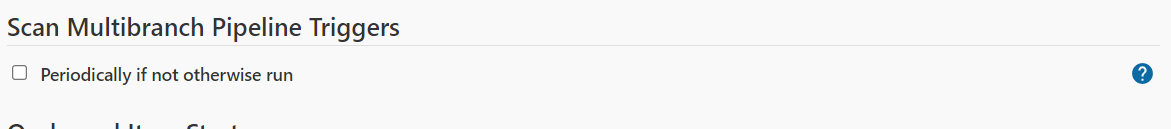 Scan Multibranch Pipeline Triggers
Periodically if not otherwise run
?